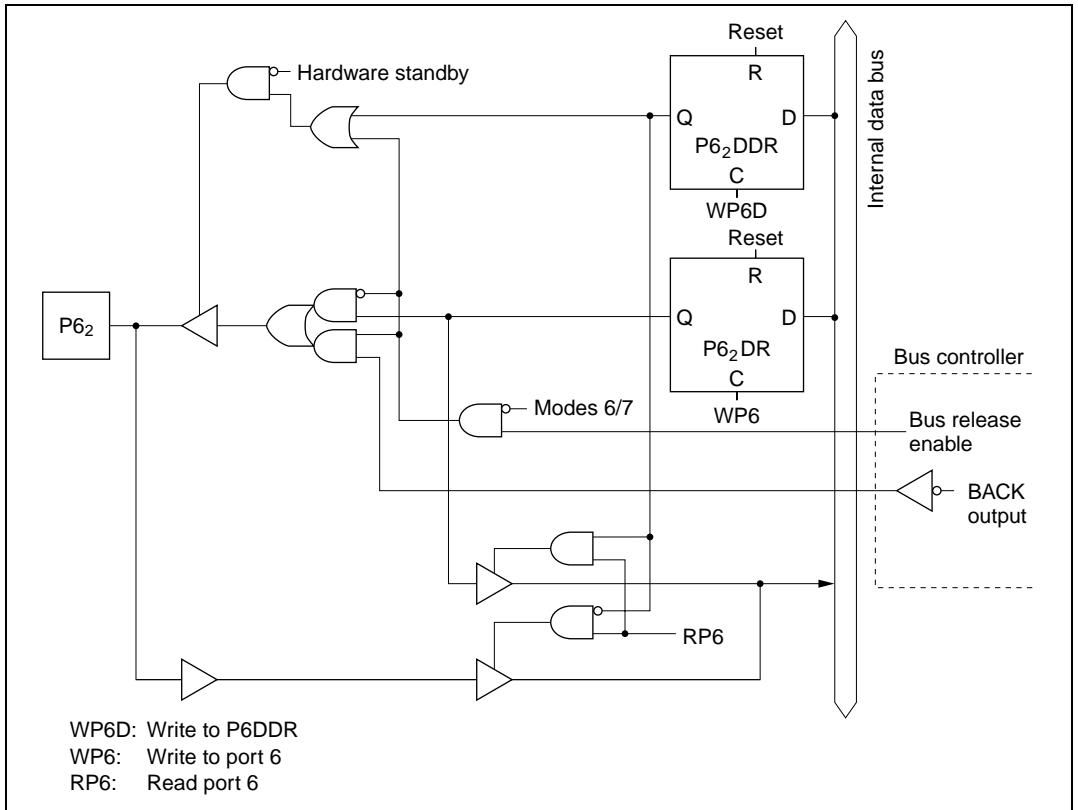 Reset
Hardware standby
R
Q
D
P6₂DDR
C
WP6D
Internal data bus
Reset
R
P6₂
Q
D
P6₂DR
C
WP6
Bus controller
Modes 6/7
Bus release
enable
BACK
output
RP6
WP6D: Write to P6DDR
WP6: Write to port 6
RP6: Read port 6